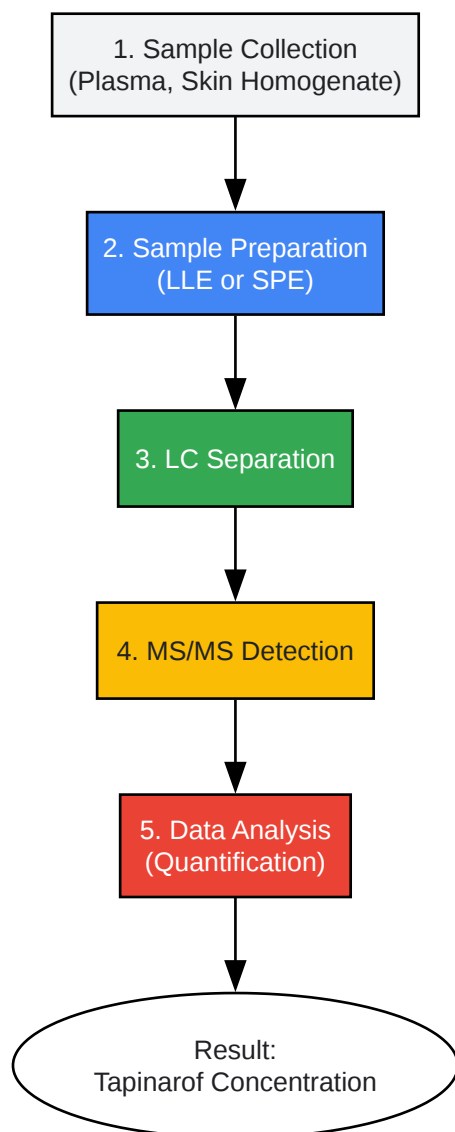 1. Sample Collection
(Plasma, Skin Homogenate)
2. Sample Preparation
(LLE or SPE)
3. LC Separation
4. MS/MS Detection
5. Data Analysis
(Quantification)
Result:
Tapinarof Concentration